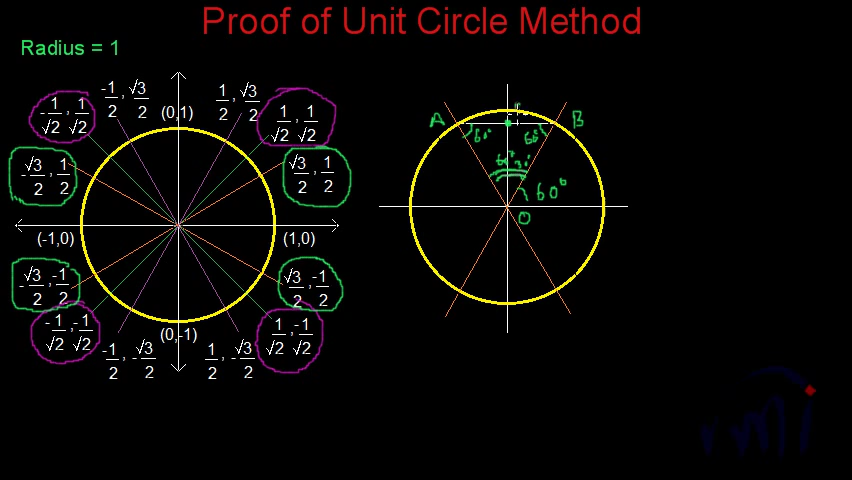 Proof of Unit Circle Method
Radius = 1
-1/2 , √3/2
(0,1)
1/2 , √3/2
-1/√2 , 1/√2
1/√2 , 1/√2
-√3/2 , 1/2
√3/2 , 1/2
(-1,0)
(1,0)
-√3/2 , -1/2
√3/2 , -1/2
-1/√2 , -1/√2
1/√2 , -1/√2
(0,-1)
-1/2 , -√3/2
1/2 , -√3/2
A
B
60°
60°
60°
30°
60°
O